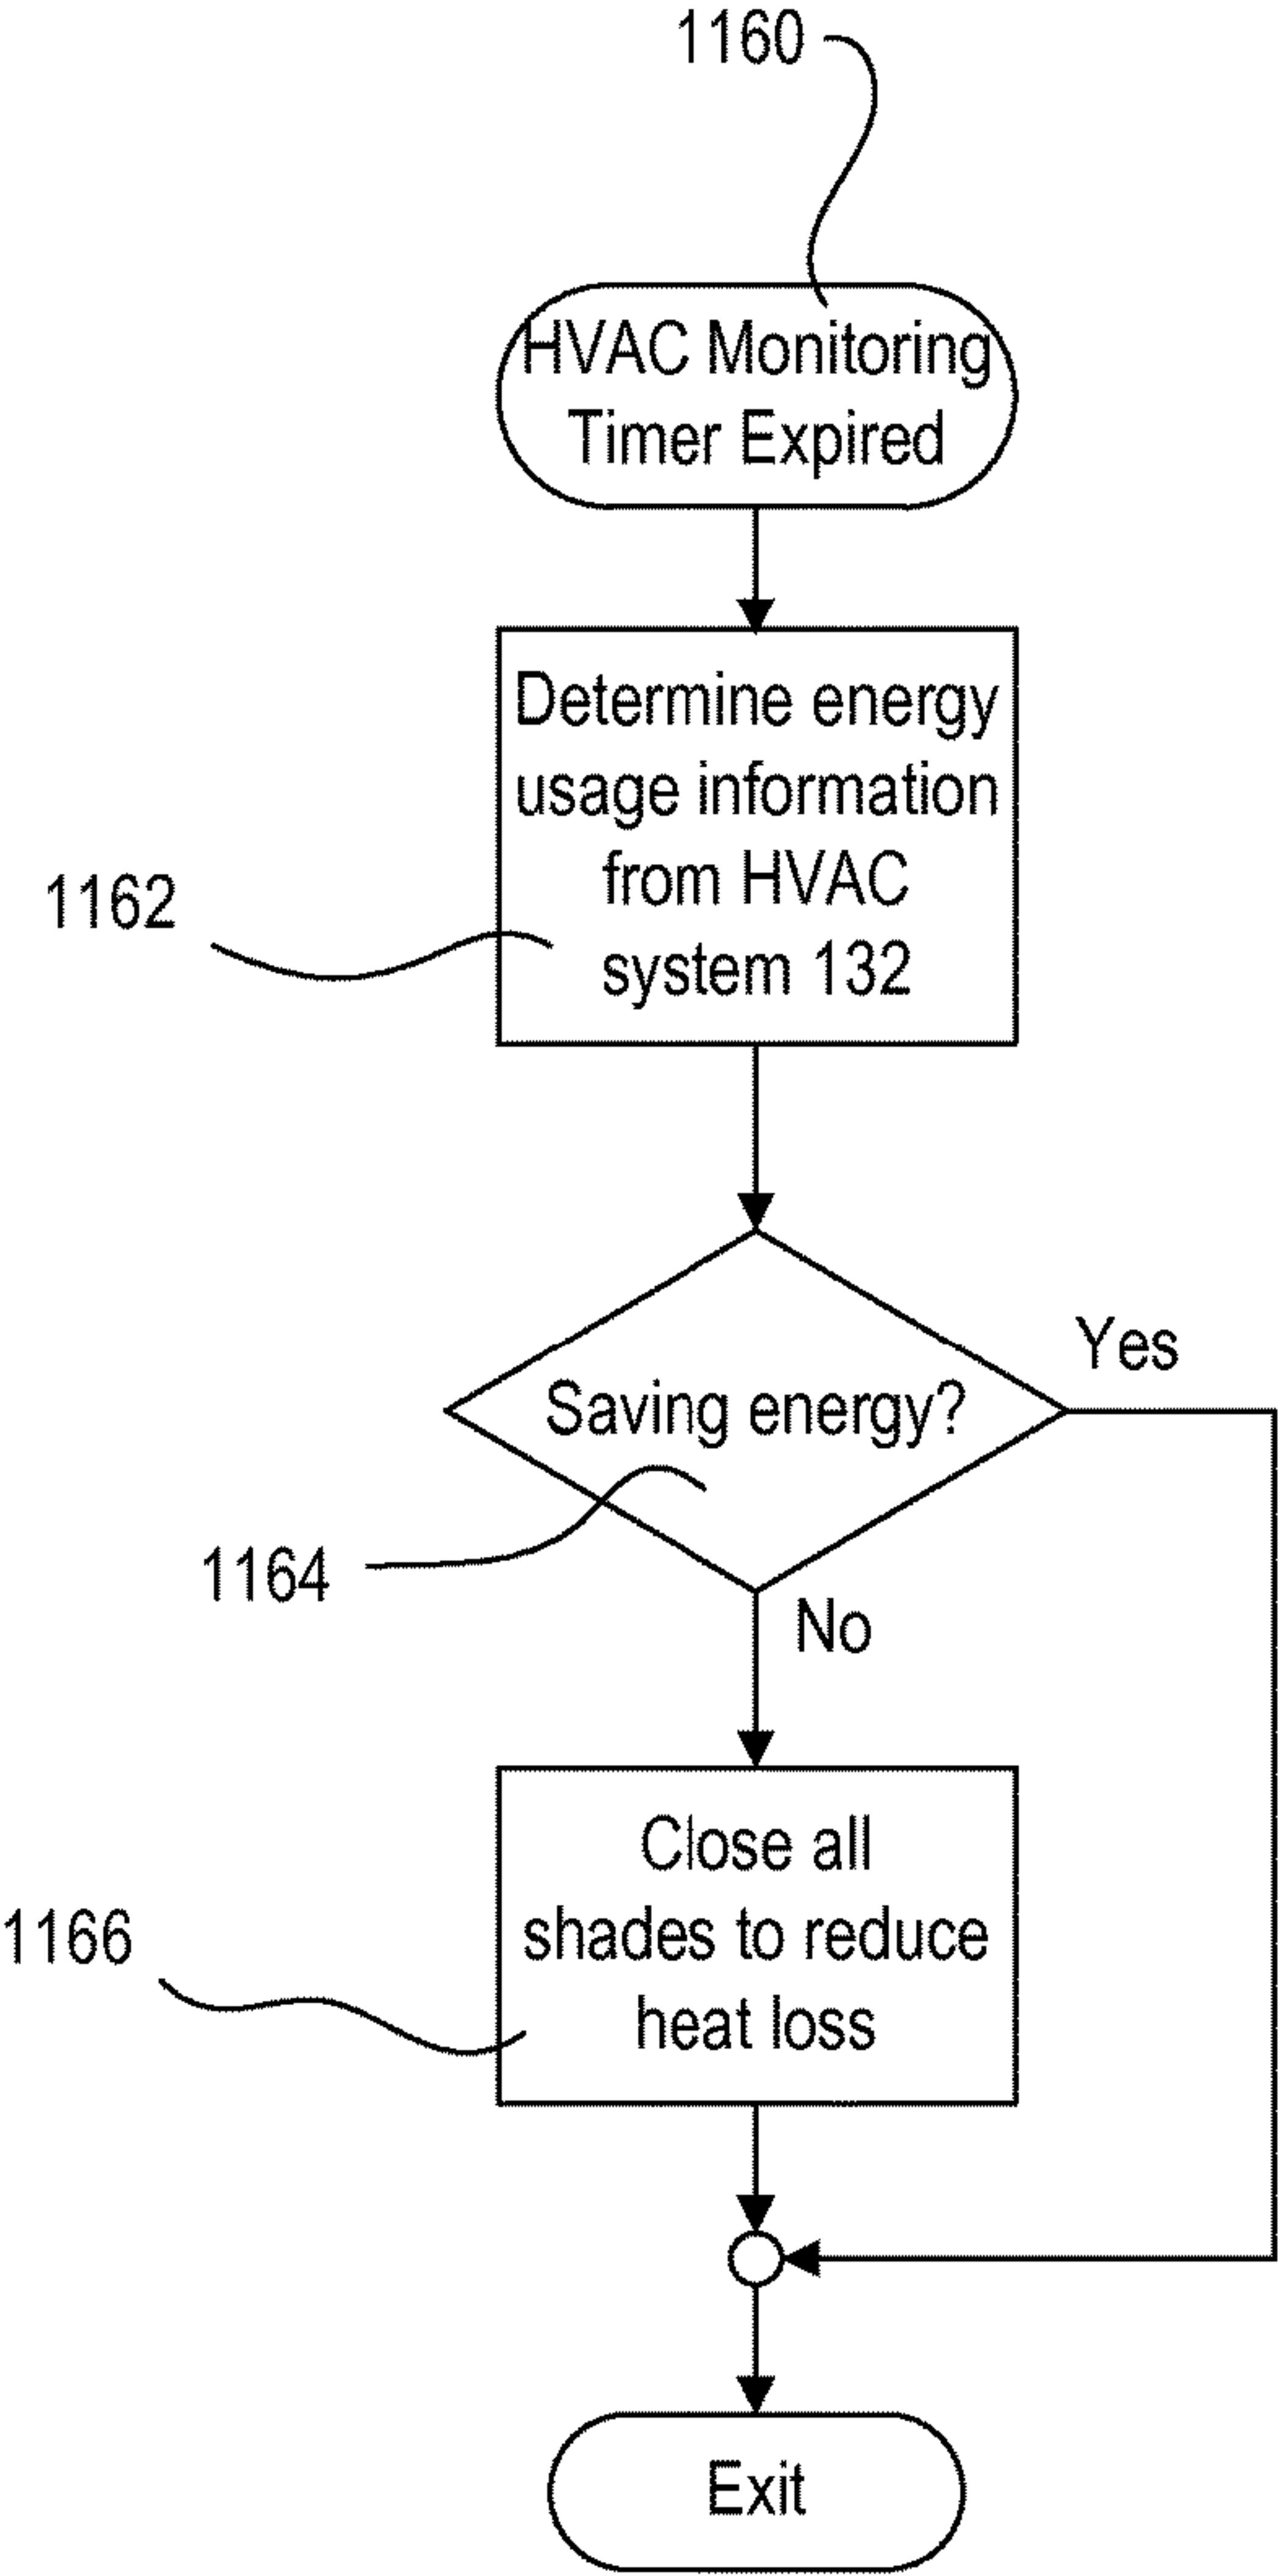 1160
HVAC Monitoring
Timer Expired
Determine energy
usage information
from HVAC
system 132
1162
Saving energy?
Yes
1164
No
Close all
shades to reduce
heat loss
1166
Exit